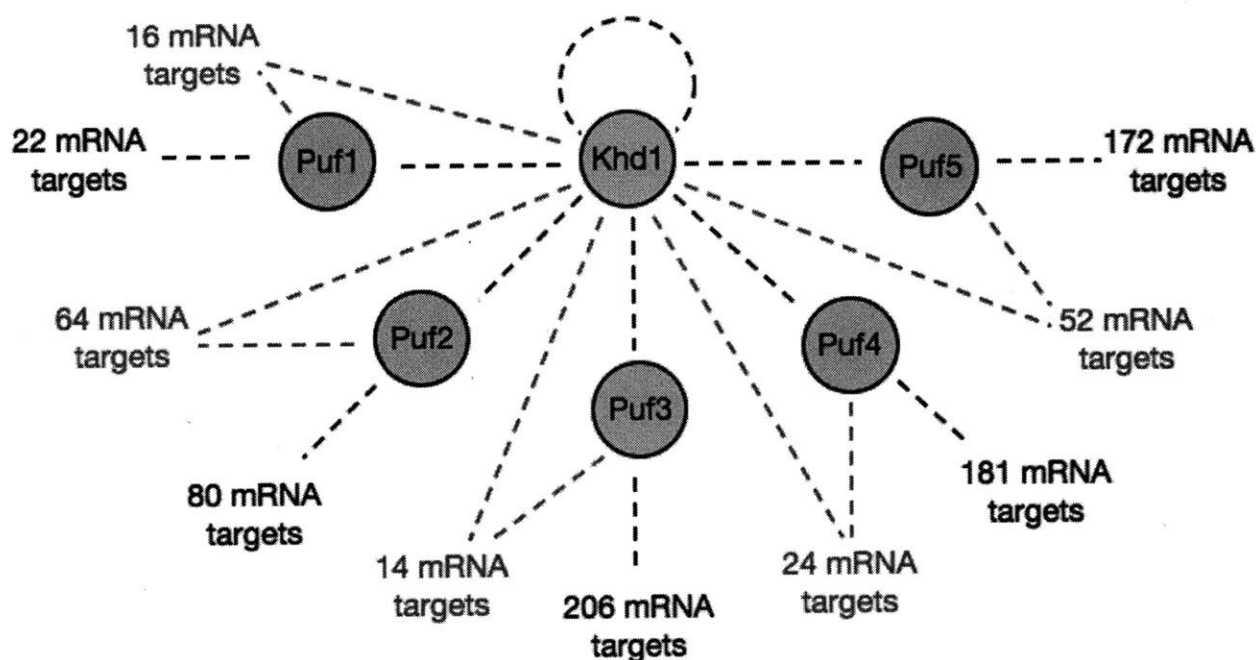 16 mRNA
targets
22 mRNA
targets
Puf1
Khd1
Puf5
172 mRNA
targets
64 mRNA
targets
Puf2
Puf3
Puf4
52 mRNA
targets
80 mRNA
targets
14 mRNA
targets
206 mRNA
targets
24 mRNA
targets
181 mRNA
targets